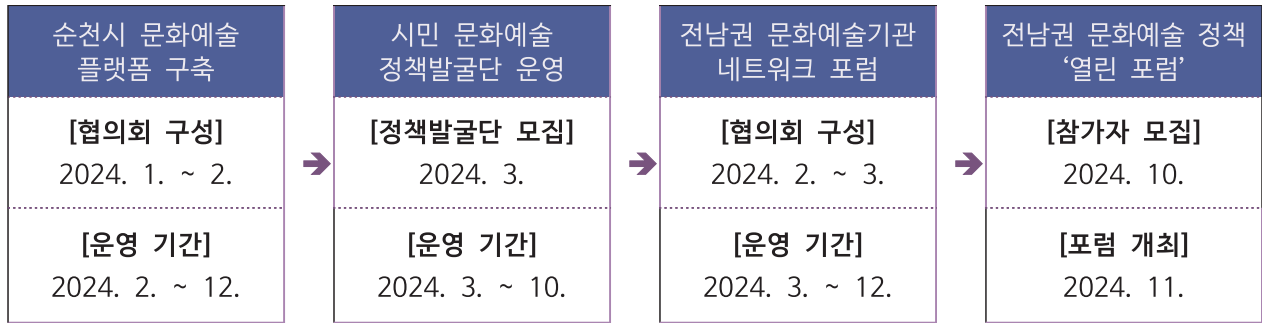 순천시 문화예술
플랫폼 구축
[협의회 구성]
2024. 1. ~ 2.
[운영 기간]
2024. 2. ~ 12.
시민 문화예술
정책발굴단 운영
[정책발굴단 모집]
2024. 3.
[운영 기간]
2024. 3. ~ 10.
전남권 문화예술기관
네트워크 포럼
[협의회 구성]
2024. 2. ~ 3.
[운영 기간]
2024. 3. ~ 12.
전남권 문화예술 정책
‘열린 포럼’
[참가자 모집]
2024. 10.
[포럼 개최]
2024. 11.